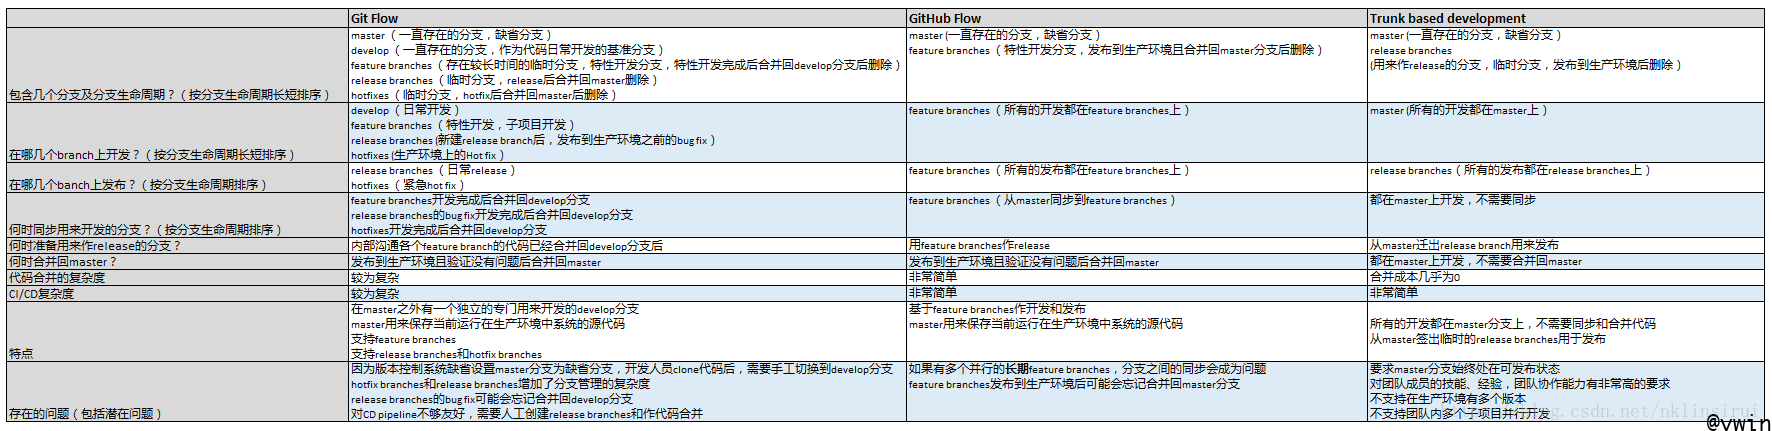 Git Flow
GitHub Flow
Trunk based development
包含几个分支及分支生命周期？（按分支生命周期长短排序）
master（一直存在的分支，缺省分支）
develop（一直存在的分支，作为代码日常开发的基准分支）
feature branches（存在较长时间的临时分支，特性开发分支，特性开发完成后合并回develop分支后删除）
release branches（临时分支，release后合并回master删除）
hotfixes（临时分支，hotfix后合并回master后删除）
master (一直存在的分支，缺省分支）
feature branches（特性开发分支，发布到生产环境且合并回master分支后删除）
master (一直存在的分支，缺省分支）
release branches
(用来作release的分支，临时分支，发布到生产环境后删除）
在哪几个branch上开发？（按分支生命周期长短排序）
develop（日常开发）
feature branches（特性开发，子项目开发）
release branches (新建release branch后，发布到生产环境之前的bug fix）
hotfixes (生产环境上的Hot fix）
feature branches（所有的开发都在feature branches上）
master (所有的开发都在master上）
在哪几个banch上发布？（按分支生命周期排序）
release branches（日常release）
hotfixes（紧急hot fix）
feature branches（所有的发布都在feature branches上）
release branches（所有的发布都在release branches上）
何时同步用来开发的分支？（按分支生命周期排序）
feature branches开发完成后合并回develop分支
release branches的bug fix开发完成后合并回develop分支
hotfixes开发完成后合并回develop分支
feature branches（从master同步到feature branches）
都在master上开发，不需要同步
何时准备用来作release的分支？
内部沟通各个feature branch的代码已经合并回develop分支后
用feature branches作release
从master迁出release branch用来发布
何时合并回master？
发布到生产环境且验证没有问题后合并回master
发布到生产环境且验证没有问题后合并回master
都在master上开发，不需要合并回master
代码合并的复杂度
较为复杂
非常简单
合并成本几乎为0
CI/CD复杂度
较为复杂
非常简单
非常简单
特点
在master之外有一个独立的专门用来开发的develop分支
master用来保存当前运行在生产环境中系统的源代码
支持feature branches
支持release branches和hotfix branches
基于feature branches作开发和发布
master用来保存当前运行在生产环境中系统的源代码
所有的开发都在master分支上，不需要同步和合并代码
从master签出临时的release branches用于发布
存在的问题（包括潜在问题）
因为版本控制系统缺省设置master分支为缺省分支，开发人员clone代码后，需要手工切换到develop分支
hotfix branches和release branches增加了分支管理的复杂度
release branches的bug fix可能会忘记合并回develop分支
对CD pipeline不够友好，需要人工创建release branches和作代码合并
如果有多个并行的长期feature branches，分支之间的同步会成为问题
feature branches发布到生产环境后可能会忘记合并回master分支
要求master分支始终处在可发布状态
对团队成员的技能、经验，团队协作能力有非常高的要求
不支持在生产环境有多个版本
不支持团队内多个子项目并行开发
csdn.net/nklinsirui
@vwin